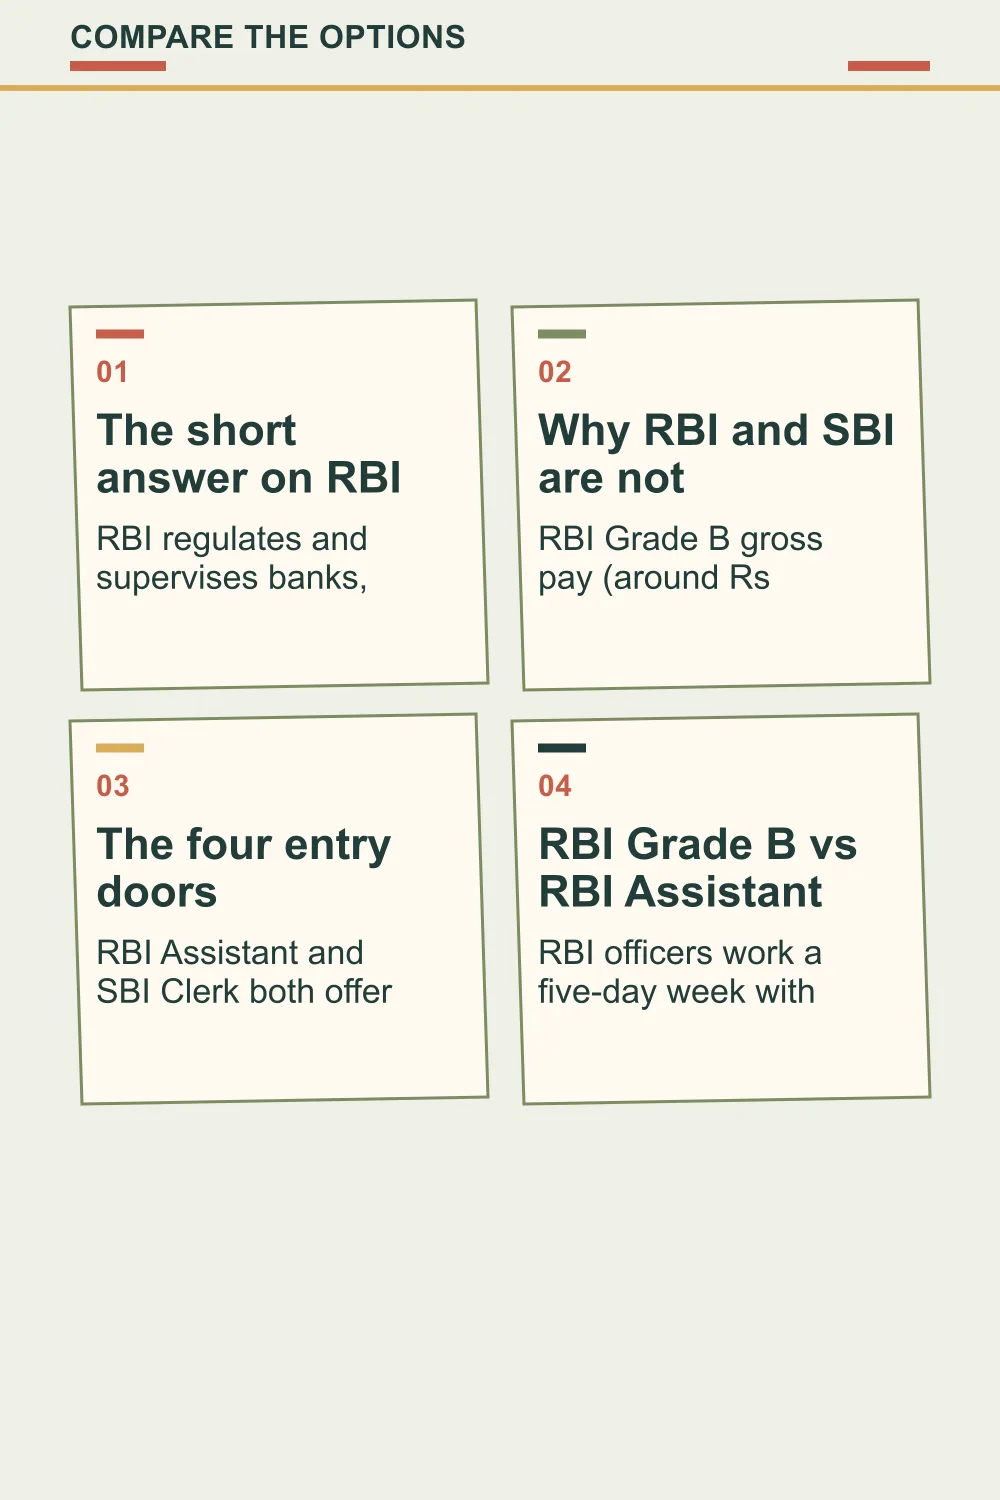 COMPARE THE OPTIONS
01
The short
answer on RBI
RBI regulates and
supervises banks,
02
Why RBI and SBI
are not
RBI Grade B gross
pay (around Rs
03
The four entry
doors
RBI Assistant and
SBI Clerk both offer
04
RBI Grade B vs
RBI Assistant
RBI officers work a
five-day week with